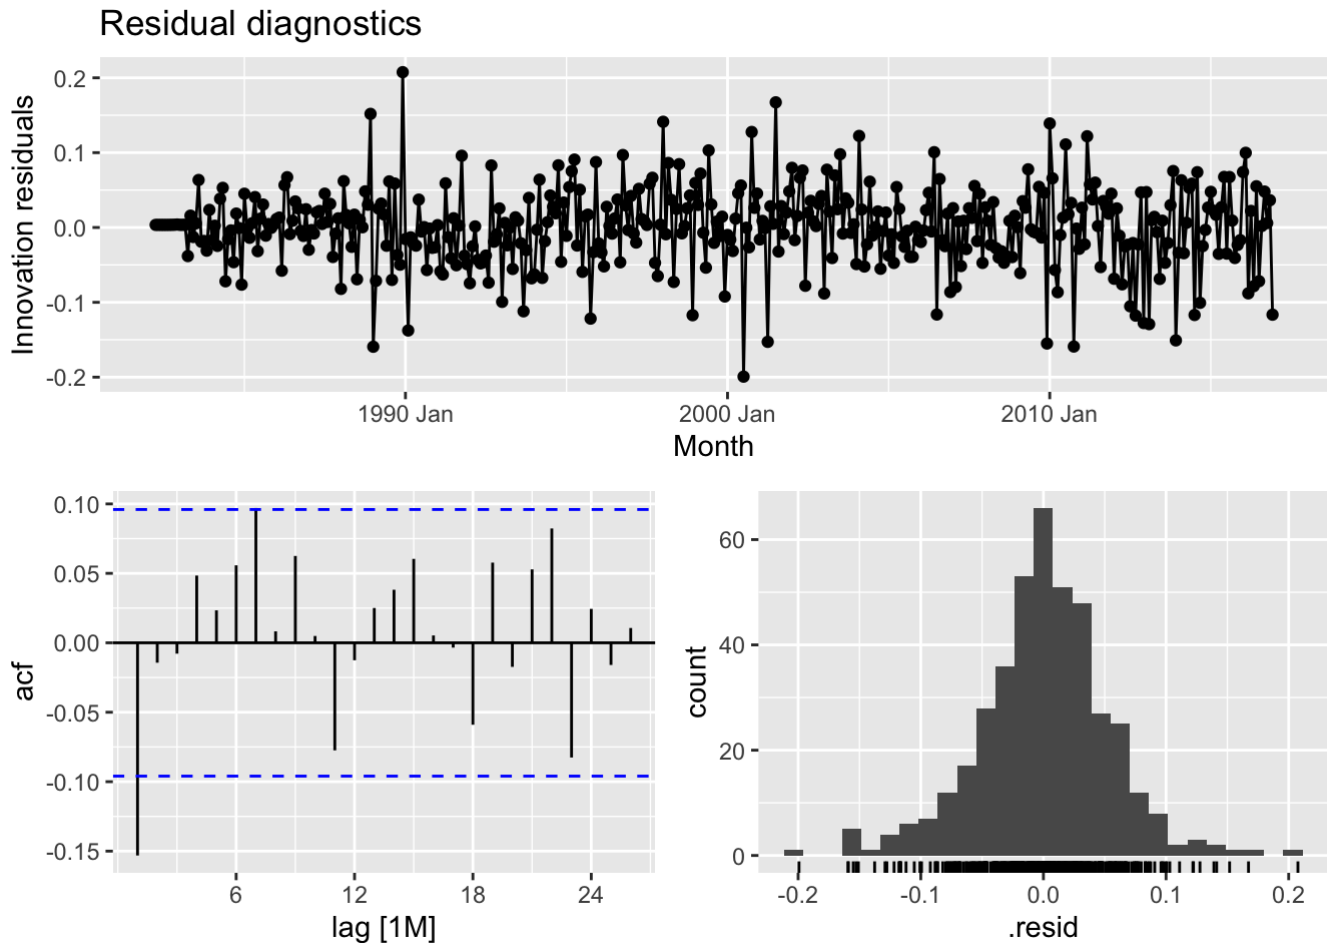 Residual diagnostics
Innovation residuals
0.2
0.1
0.0
-0.1
-0.2
1990 Jan
2000 Jan
2010 Jan
Month
acf
0.10
0.05
0.00
-0.05
-0.10
-0.15
6
12
18
24
lag [1M]
count
60
40
20
0
-0.2
-0.1
0.0
0.1
0.2
.resid